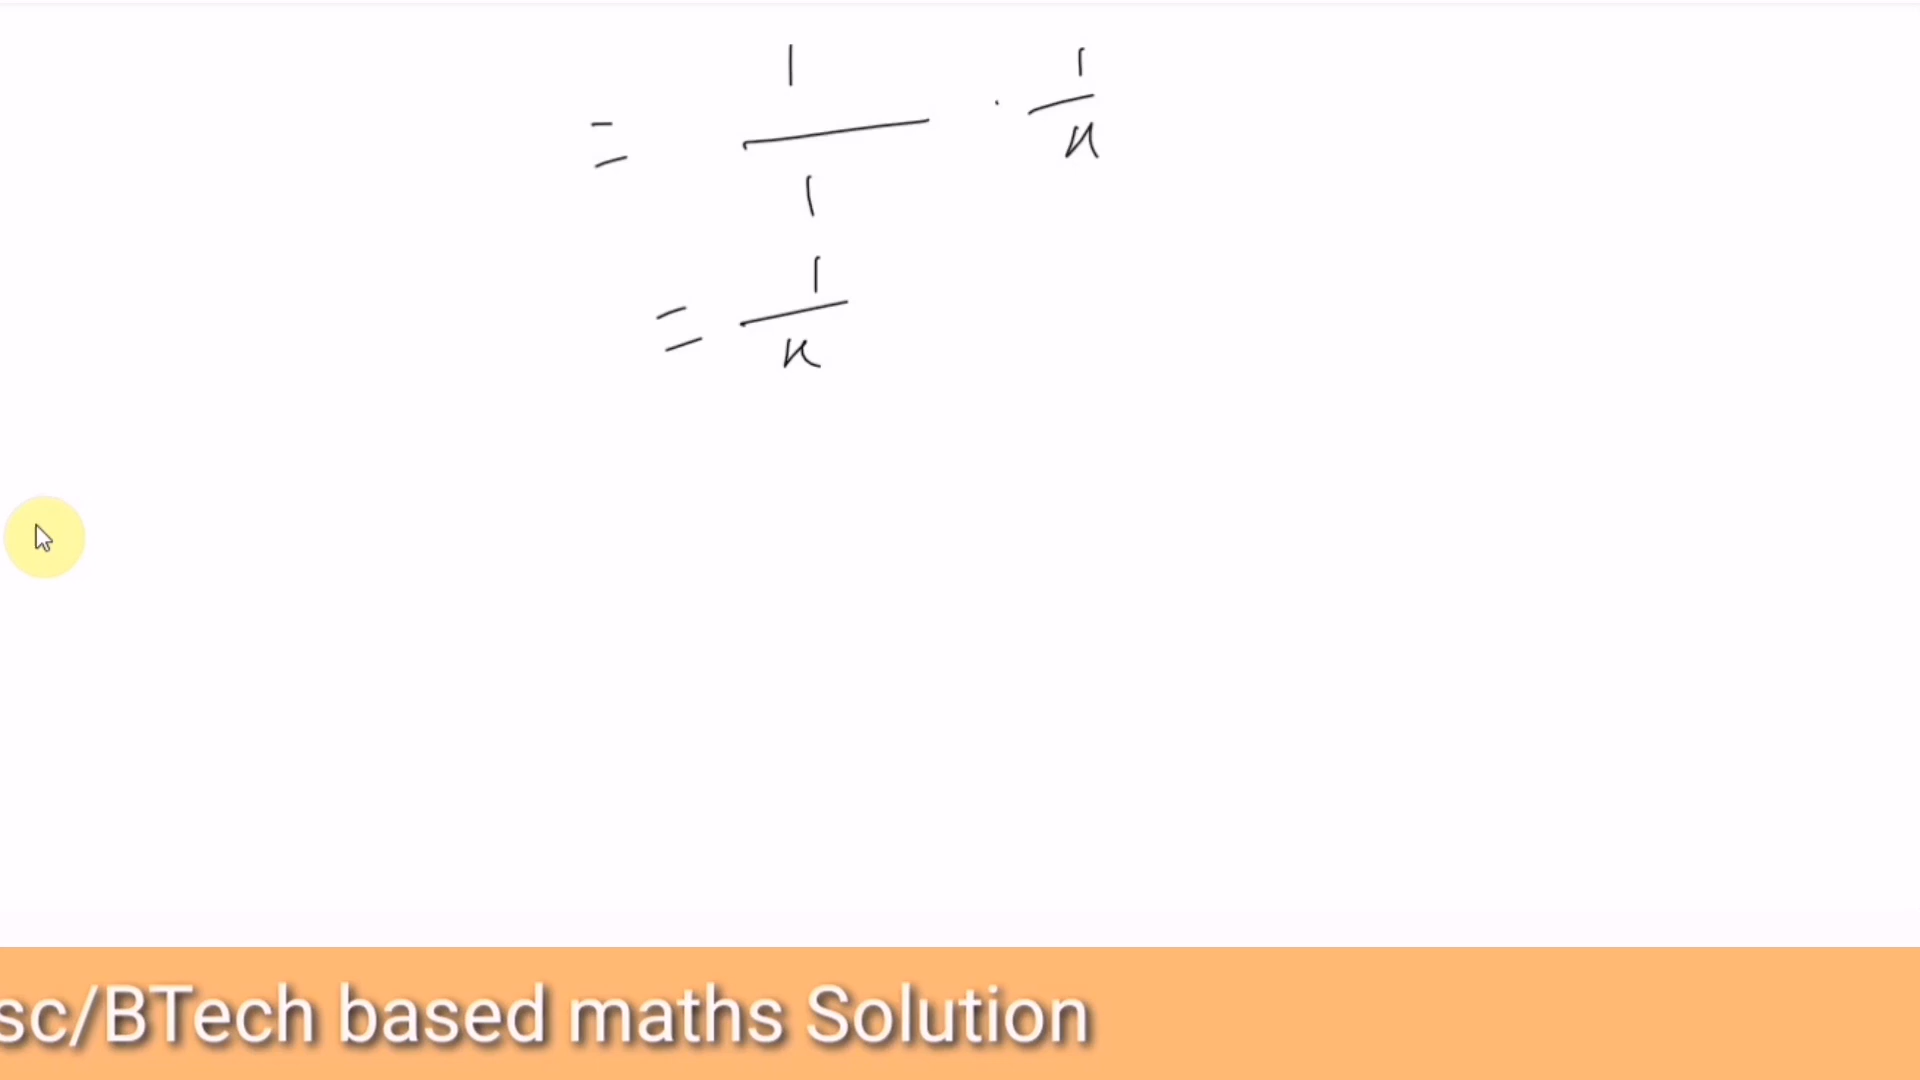 = 1/1 · 1/x
= 1/x
sc/BTech based maths Solution